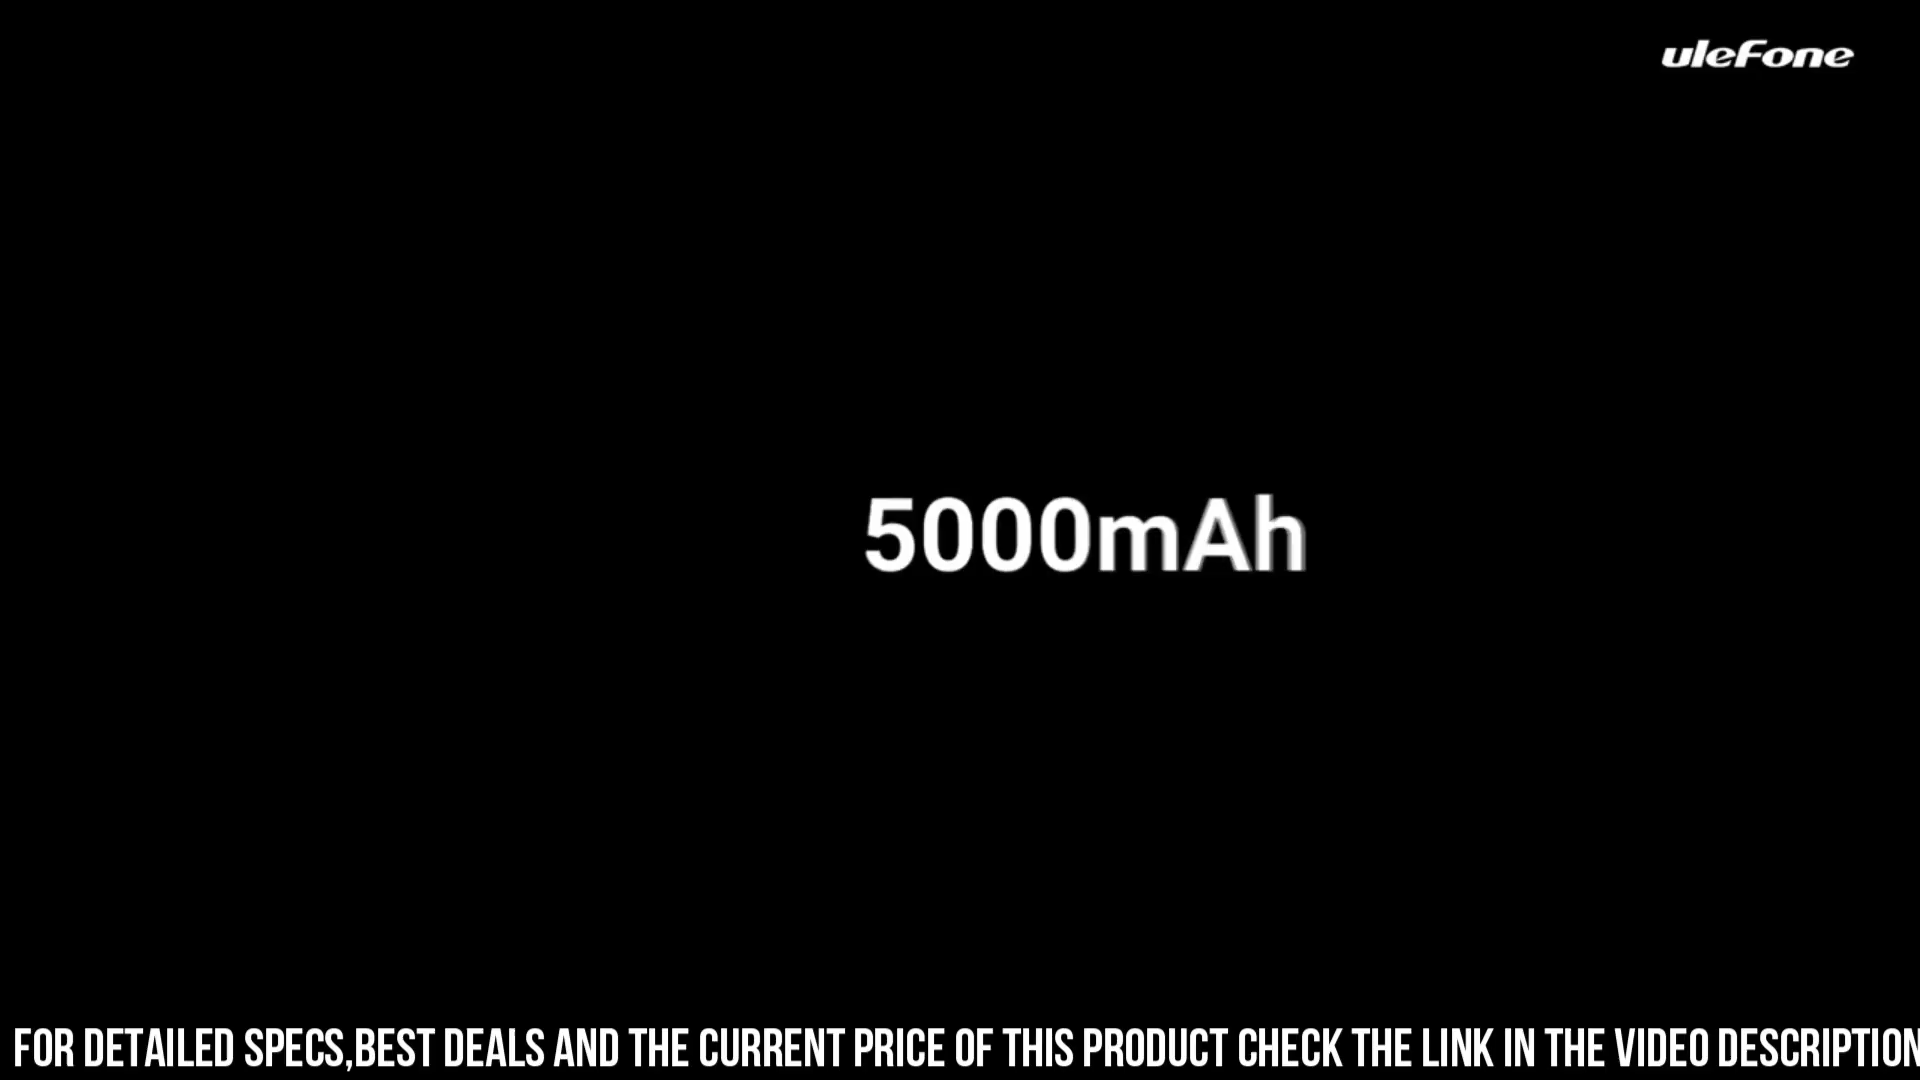 ulefone
5000mAh
FOR DETAILED SPECS,BEST DEALS AND THE CURRENT PRICE OF THIS PRODUCT CHECK THE LINK IN THE VIDEO DESCRIPTION